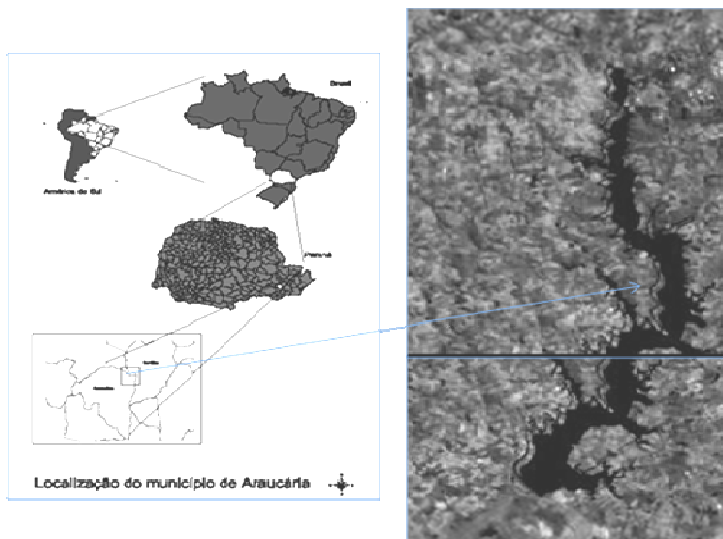 Brasil
América do Sul
Paraná
Localização do município de Araucária